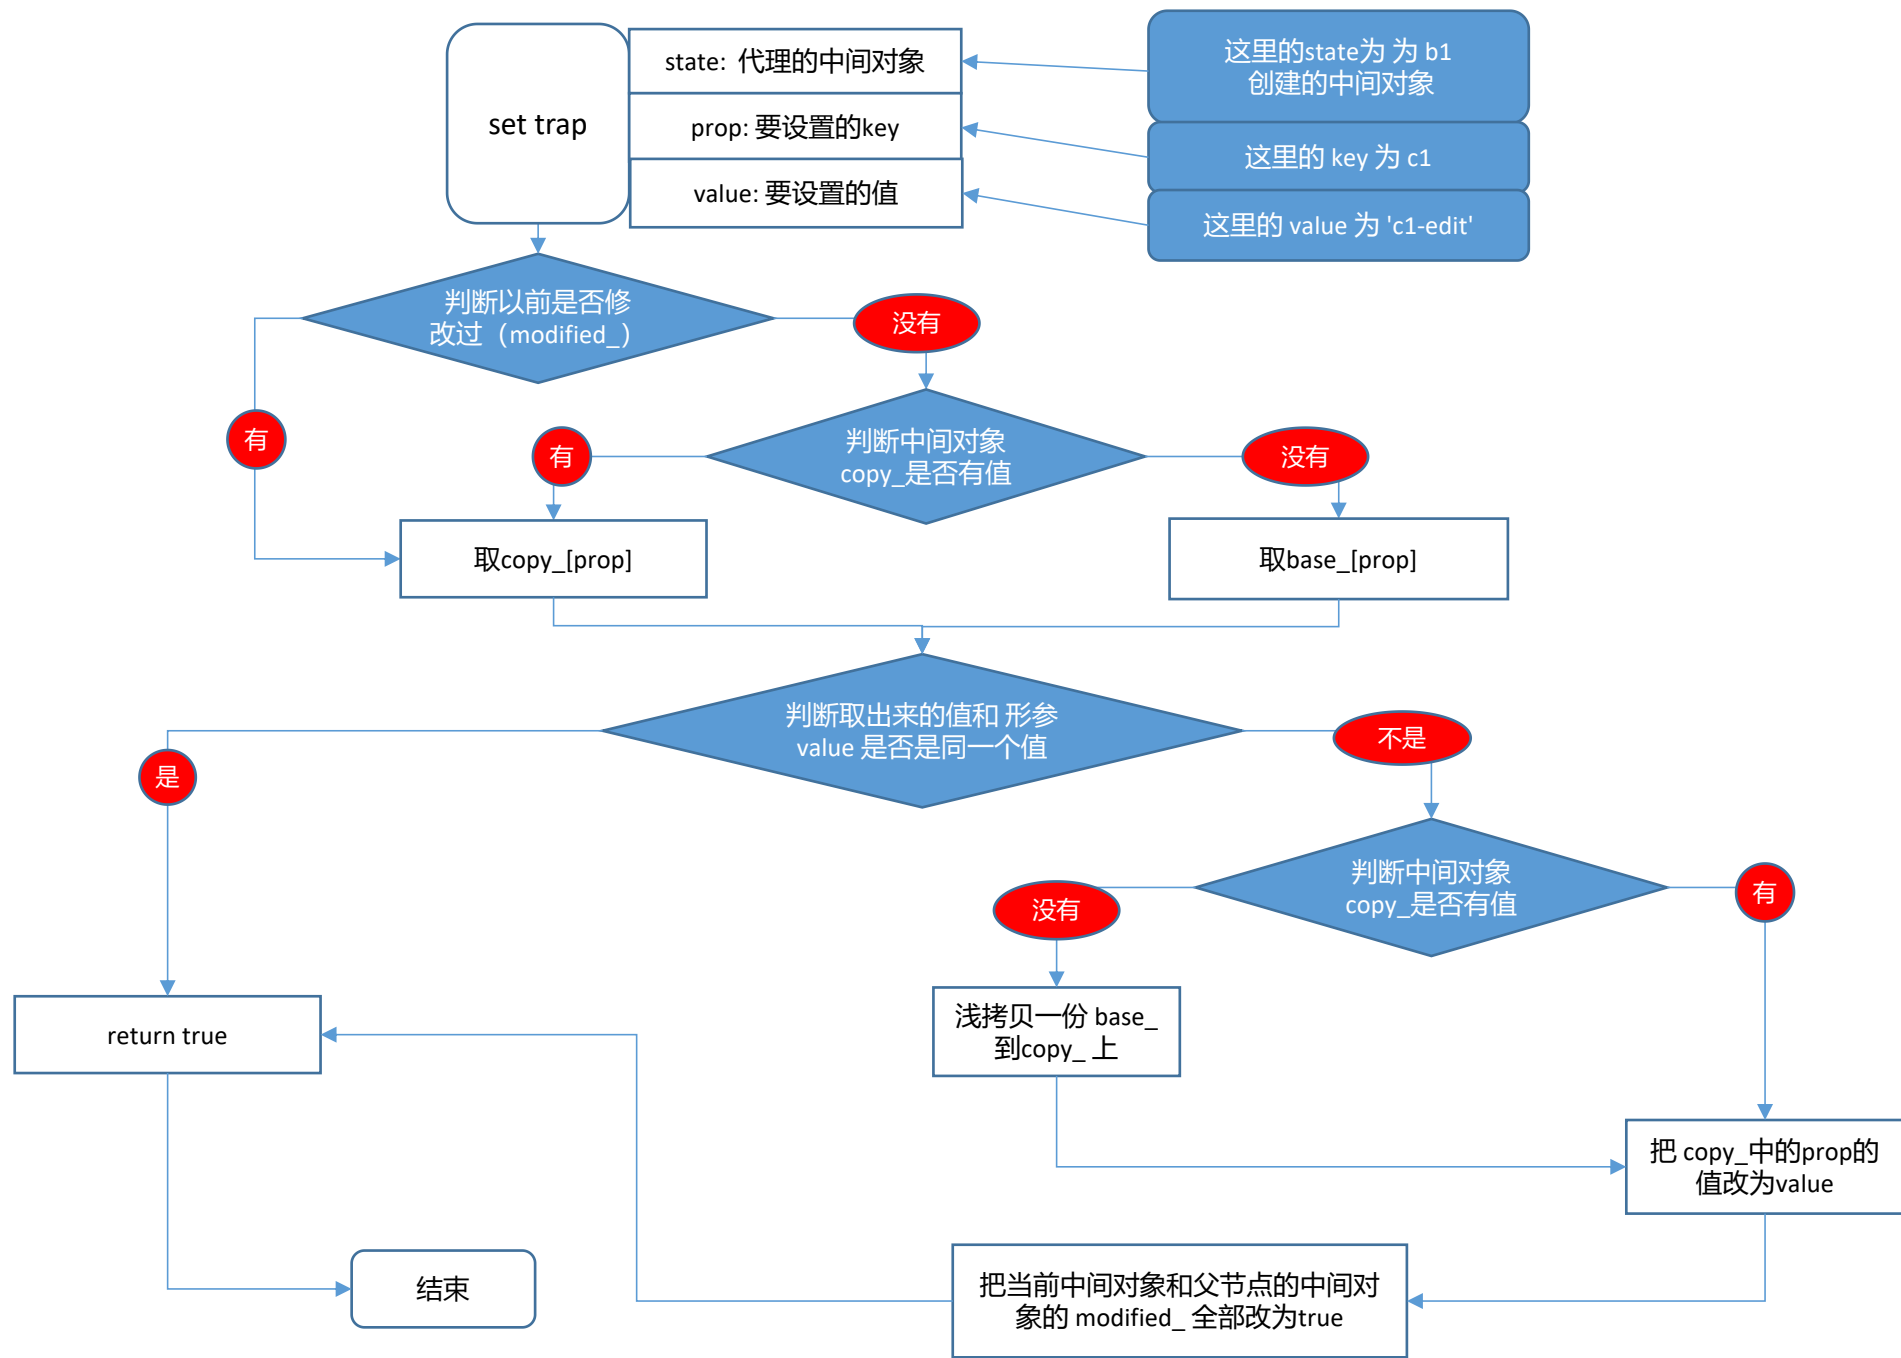 set trap
state: 代理的中间对象
prop: 要设置的key
value: 要设置的值
这里的state为 为 b1
创建的中间对象
这里的 key 为 c1
这里的 value 为 'c1-edit'
判断以前是否修
改过（modified_）
没有
有
判断中间对象
copy_是否有值
有
没有
取copy_[prop]
取base_[prop]
判断取出来的值和 形参
value 是否是同一个值
是
不是
判断中间对象
copy_是否有值
没有
有
浅拷贝一份 base_
到copy_ 上
return true
把 copy_中的prop的
值改为value
把当前中间对象和父节点的中间对
象的 modified_ 全部改为true
结束